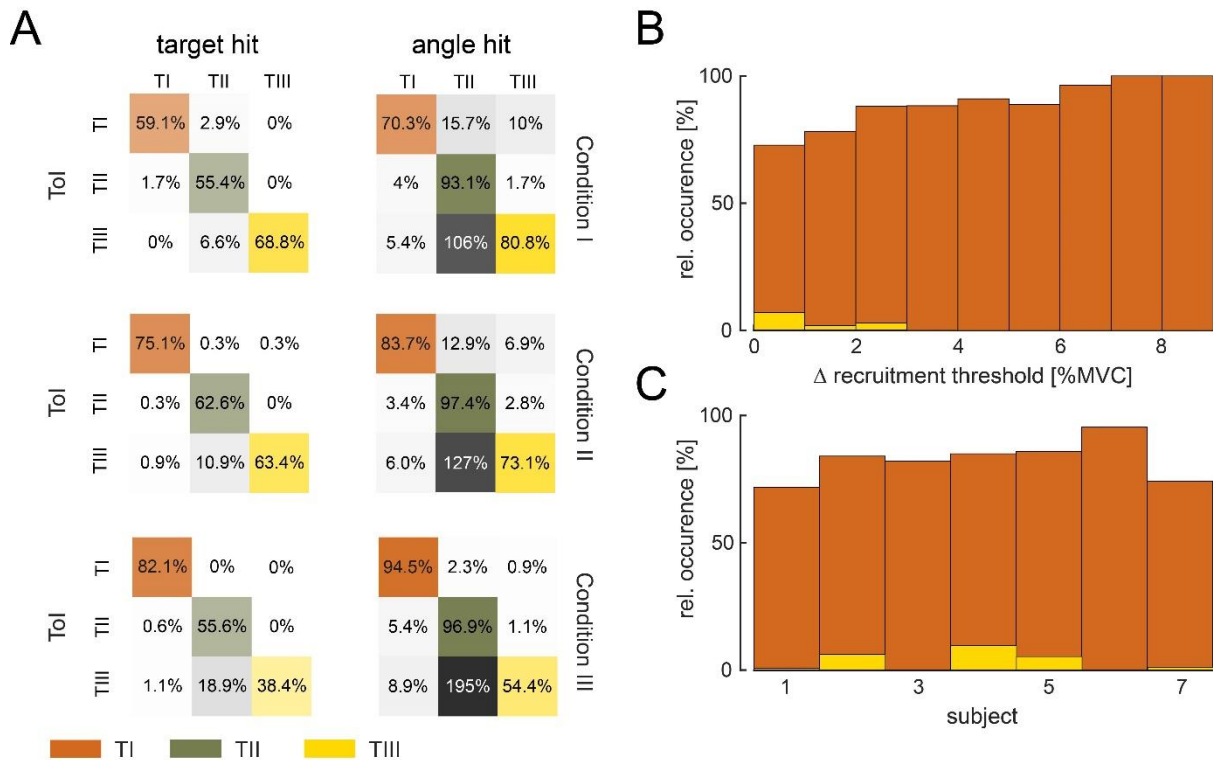 A
target hit
angle hit
TI TII TIII
TI TII TIII
ToI
TI
59.1% 2.9% 0%
70.3% 15.7% 10%
TII
1.7% 55.4% 0%
4% 93.1% 1.7%
TIII
0% 6.6% 68.8%
5.4% 106% 80.8%
Condition I
ToI
TI
75.1% 0.3% 0.3%
83.7% 12.9% 6.9%
TII
0.3% 62.6% 0%
3.4% 97.4% 2.8%
TIII
0.9% 10.9% 63.4%
6.0% 127% 73.1%
Condition II
ToI
TI
82.1% 0% 0%
94.5% 2.3% 0.9%
TII
0.6% 55.6% 0%
5.4% 96.9% 1.1%
TIII
1.1% 18.9% 38.4%
8.9% 195% 54.4%
Condition III
TI TII TIII
B
rel. occurence [%]
100
50
0
0 2 4 6 8
Δ recruitment threshold [%MVC]
C
rel. occurence [%]
100
50
0
1 3 5 7
subject